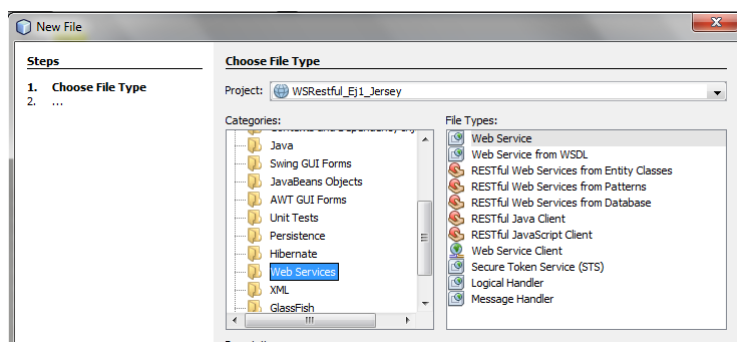 New File
Steps
1. Choose File Type
2. ...
Choose File Type
Project: WSRestful_Ej1_Jersey
Categories:
Java
Swing GUI Forms
JavaBeans Objects
AWT GUI Forms
Unit Tests
Persistence
Hibernate
Web Services
XML
GlassFish
File Types:
Web Service
Web Service from WSDL
RESTful Web Services from Entity Classes
RESTful Web Services from Patterns
RESTful Web Services from Database
RESTful Java Client
RESTful JavaScript Client
Web Service Client
Secure Token Service (STS)
Logical Handler
Message Handler